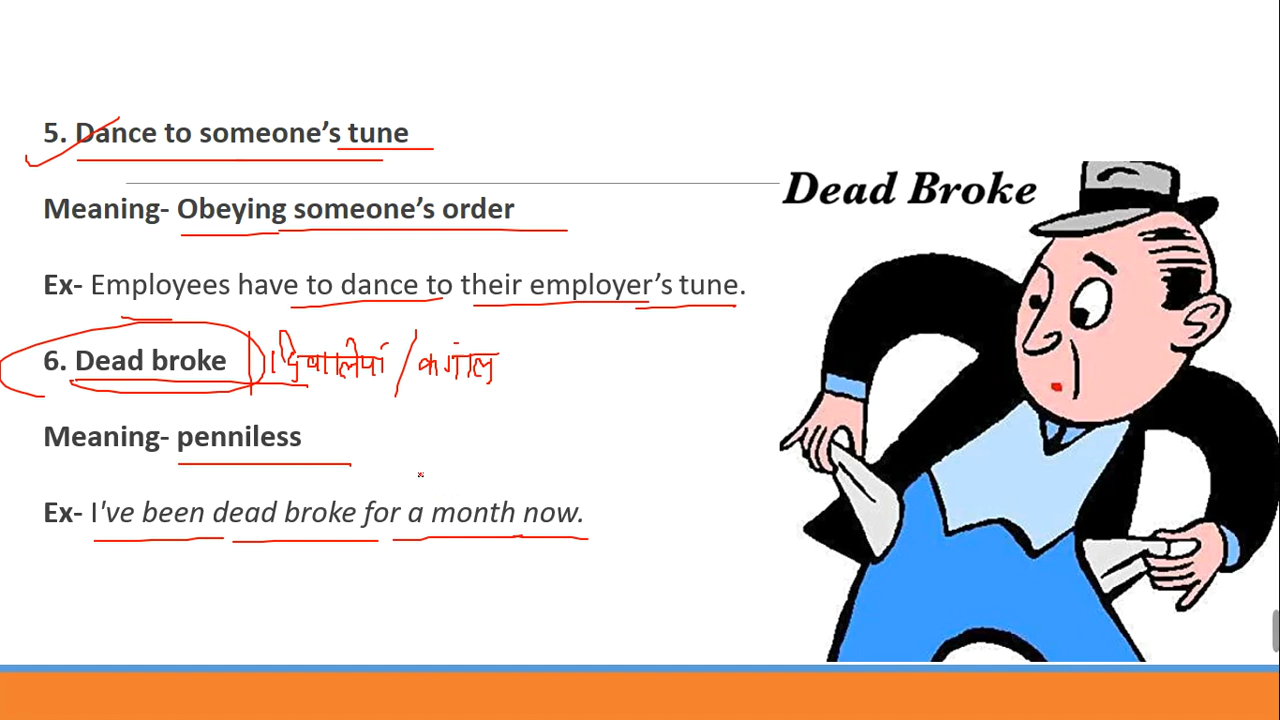 5. Dance to someone’s tune
Dead Broke
Meaning- Obeying someone’s order
Ex- Employees have to dance to their employer’s tune.
6. Dead broke दिवालिया / कंगाल
Meaning- penniless
Ex- I've been dead broke for a month now.